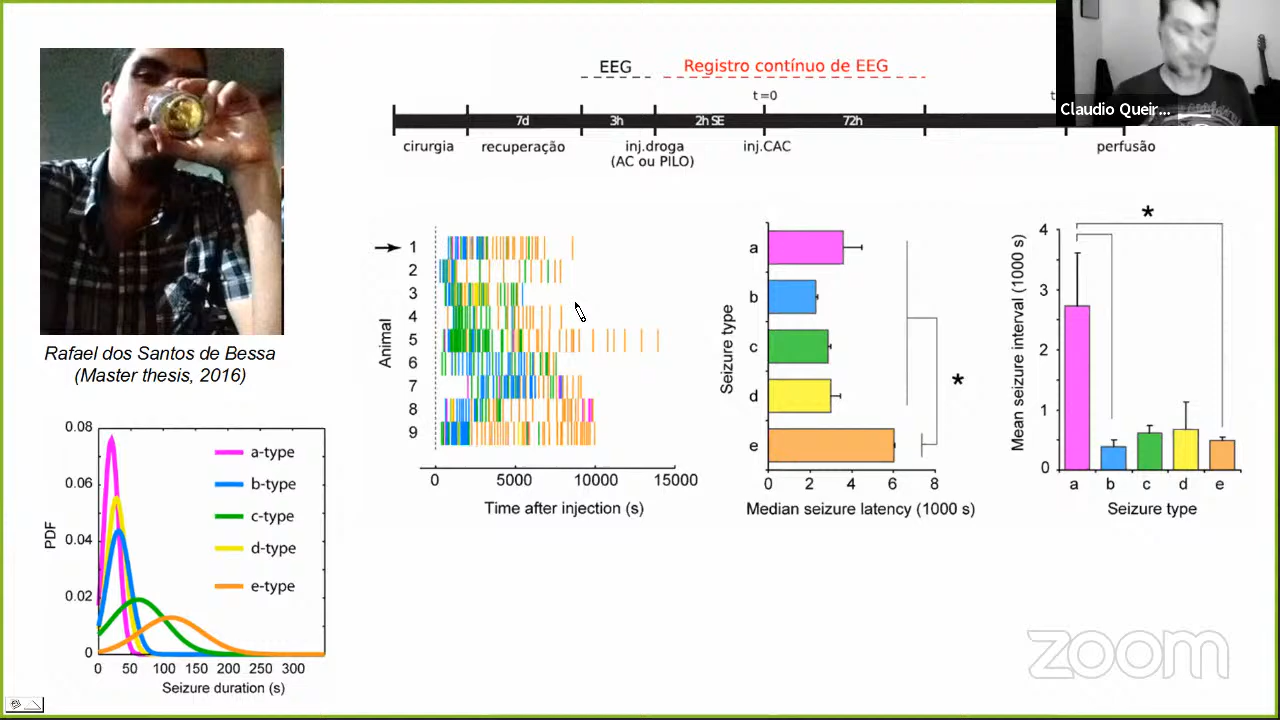 EEG
Registro contínuo de EEG
t=0
t
Claudio Queir...
7d
3h
2h SE
72h
cirurgia
recuperação
inj.droga
(AC ou PILO)
inj.CAC
perfusão
Rafael dos Santos de Bessa
(Master thesis, 2016)
Animal
1
2
3
4
5
6
7
8
9
0
5000
10000
15000
Time after injection (s)
Seizure type
a
b
c
d
e
0
2
4
6
8
*
Median seizure latency (1000 s)
*
Mean seizure interval (1000 s)
4
3
2
1
0
a
b
c
d
e
Seizure type
PDF
0.08
0.06
0.04
0.02
0
a-type
b-type
c-type
d-type
e-type
0
50
100
150
200
250
300
Seizure duration (s)
zoom